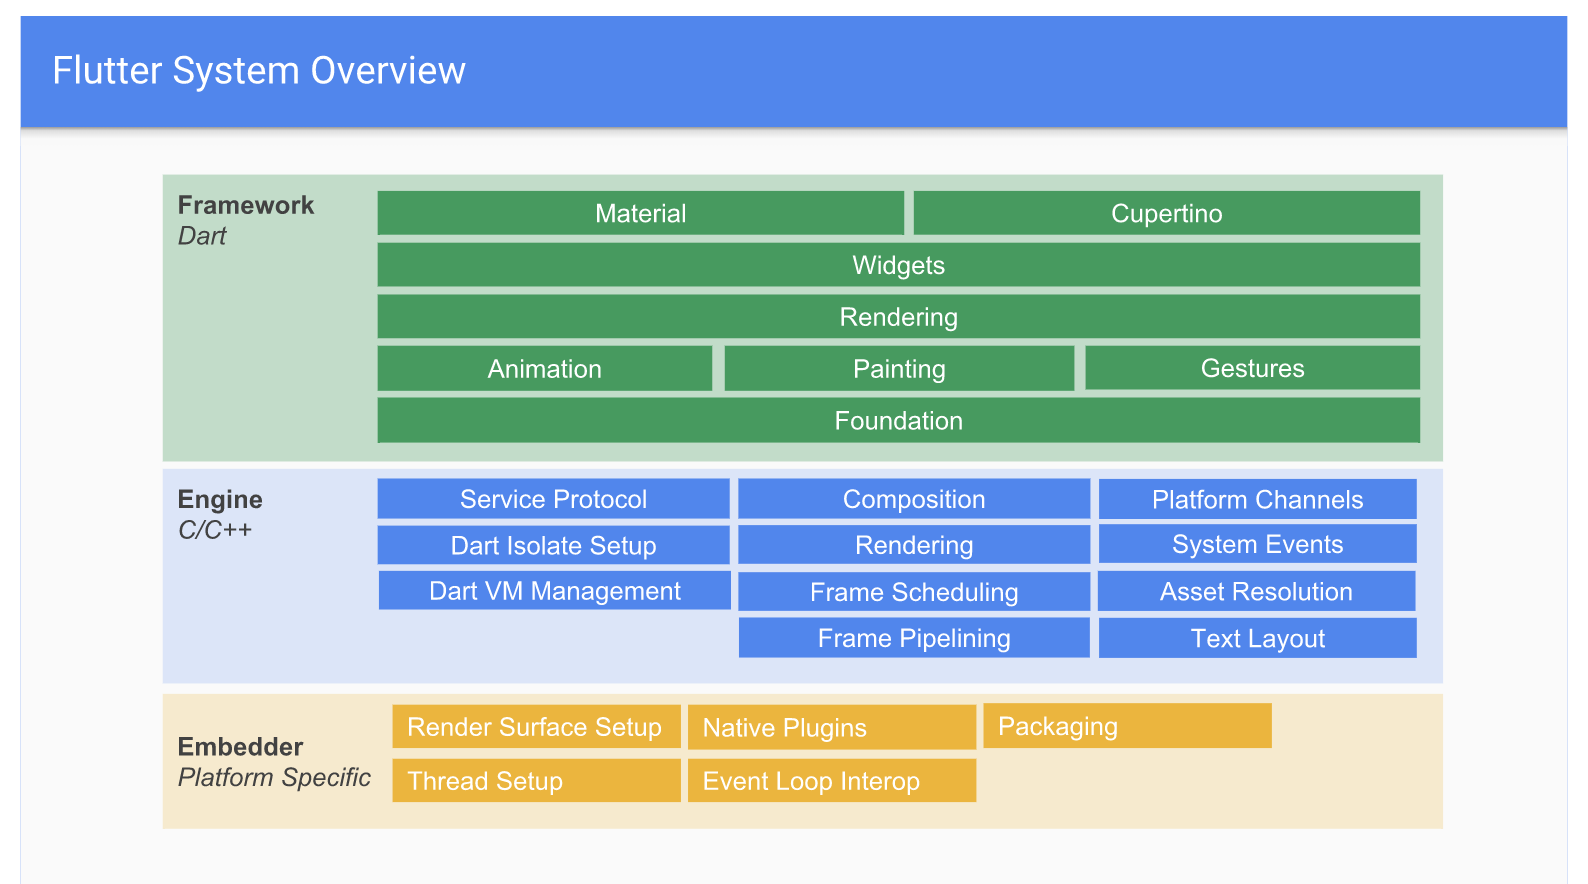 Flutter System Overview
Framework
Dart
Material
Cupertino
Widgets
Rendering
Animation
Painting
Gestures
Foundation
Engine
C/C++
Service Protocol
Composition
Platform Channels
Dart Isolate Setup
Rendering
System Events
Dart VM Management
Frame Scheduling
Asset Resolution
Frame Pipelining
Text Layout
Embedder
Platform Specific
Render Surface Setup
Native Plugins
Packaging
Thread Setup
Event Loop Interop